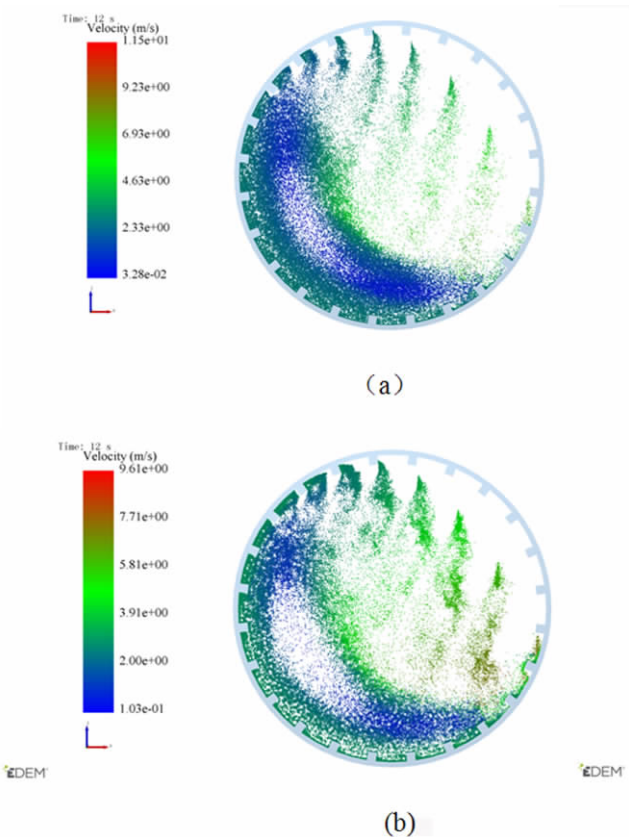 Time: 12 s
Velocity (m/s)
1.15e+01
9.23e+00
6.93e+00
4.63e+00
2.33e+00
3.28e-02
(a)
Time: 12 s
Velocity (m/s)
9.61e+00
7.71e+00
5.81e+00
3.91e+00
2.00e+00
1.03e-01
EDEM EDEM
(b)